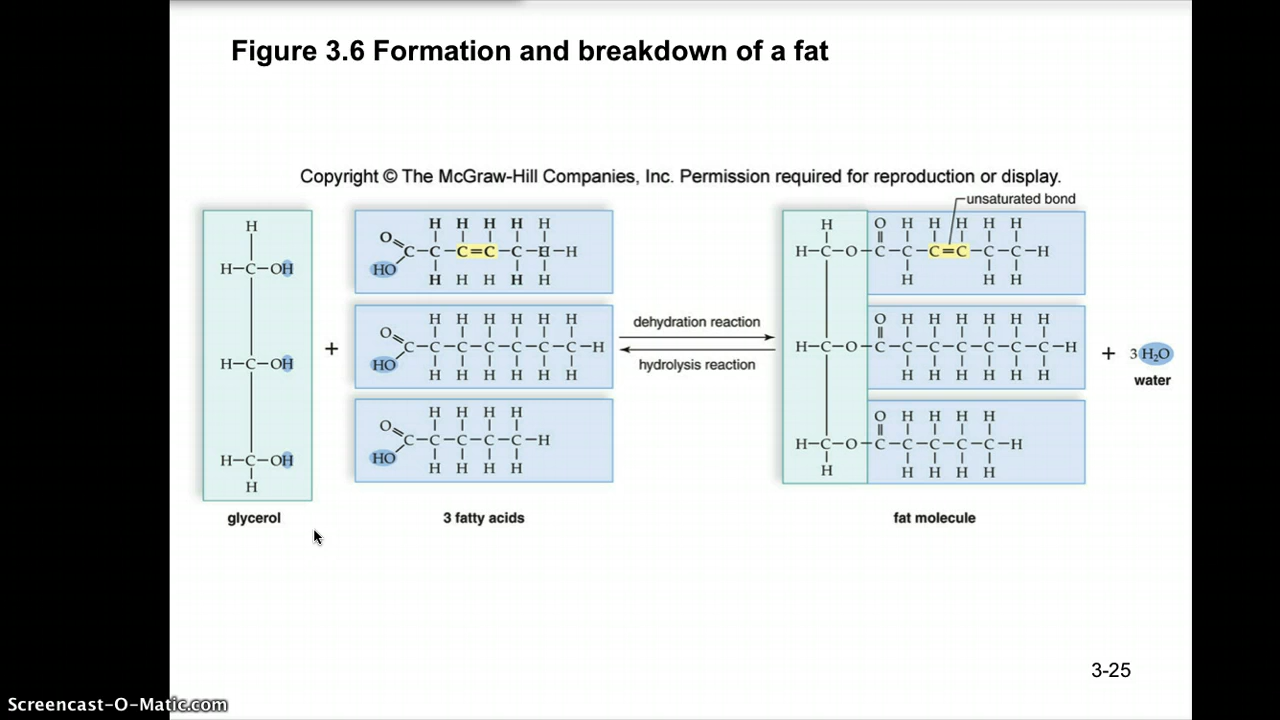 Figure 3.6 Formation and breakdown of a fat
Copyright © The McGraw-Hill Companies, Inc. Permission required for reproduction or display.
unsaturated bond
H
H–C–OH
H–C–OH
H–C–OH
H
glycerol
+
H H H H H
O
C–C–C=C–C–C–H
HO
H H H H H
H H H H H H
O
C–C–C–C–C–C–C–H
HO
H H H H H H
H H H H
O
C–C–C–C–C–H
HO
H H H H
3 fatty acids
dehydration reaction
hydrolysis reaction
H O H H H H H
H–C–O–C–C–C=C–C–C–H
H H H
O H H H H H H
H–C–O–C–C–C–C–C–C–C–H
H H H H H H
O H H H H
H–C–O–C–C–C–C–C–H
H H H H H
fat molecule
+ 3 H₂O
water
3-25
Screencast-O-Matic.com